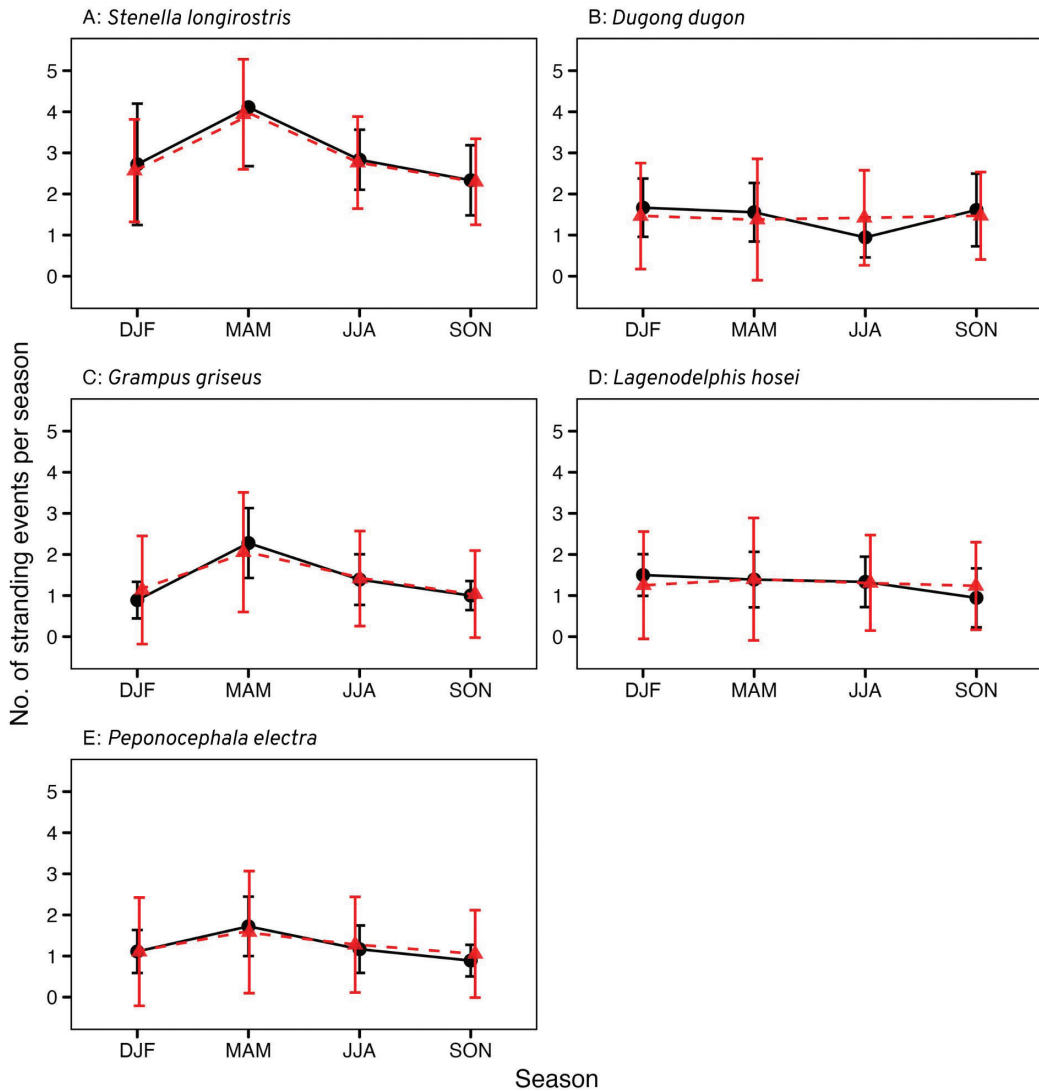 A: Stenella longirostris
B: Dugong dugon
5
4
3
2
1
0
DJF MAM JJA SON
5
4
3
2
1
0
DJF MAM JJA SON
No. of stranding events per season
C: Grampus griseus
D: Lagenodelphis hosei
5
4
3
2
1
0
DJF MAM JJA SON
5
4
3
2
1
0
DJF MAM JJA SON
E: Peponocephala electra
5
4
3
2
1
0
DJF MAM JJA SON
Season